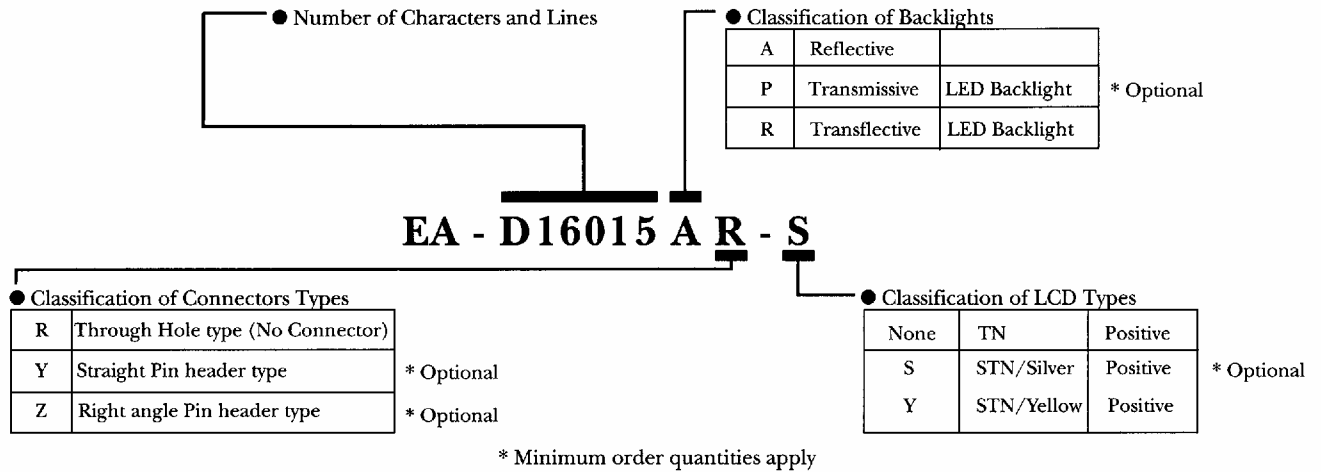 ● Number of Characters and Lines
● Classification of Backlights
A Reflective
P Transmissive LED Backlight * Optional
R Transflective LED Backlight
EA - D16015 A R - S
● Classification of Connectors Types
R Through Hole type (No Connector)
Y Straight Pin header type * Optional
Z Right angle Pin header type * Optional
● Classification of LCD Types
None TN Positive
S STN/Silver Positive * Optional
Y STN/Yellow Positive
* Minimum order quantities apply